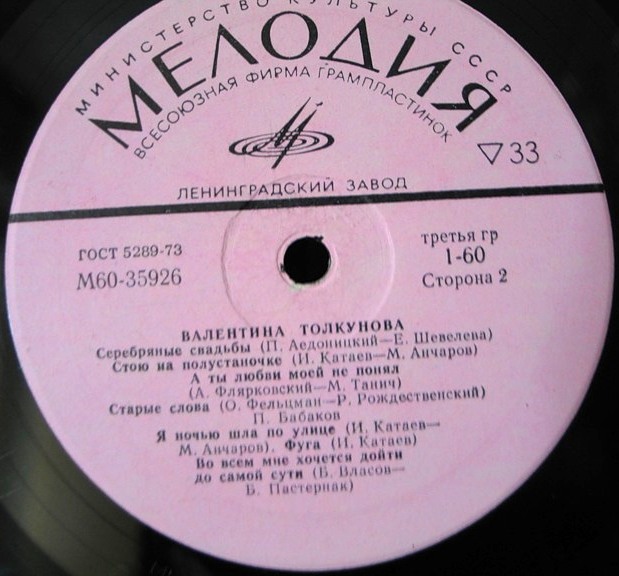 МИНИСТЕРСТВО КУЛЬТУРЫ СССР
МЕЛОДИЯ
ВСЕСОЮЗНАЯ ФИРМА ГРАМПЛАСТИНОК
▽33
ЛЕНИНГРАДСКИЙ ЗАВОД
ГОСТ 5289-73
М60-35926
третья гр
1-60
Сторона 2
ВАЛЕНТИНА ТОЛКУНОВА
Серебряные свадьбы (П. Аедоницкий—Е. Шевелева)
Стою на полустаночке (И. Катаев—М. Анчаров)
А ты любви моей не понял
(А. Флярковский—М. Танич)
Старые слова (О. Фельцман—Р. Рождественский)
П. Бабаков
Я ночью шла по улице (И. Катаев—
М. Анчаров). Фуга (И. Катаев)
Во всем мне хочется дойти
до самой сути (В. Власов—
Б. Пастернак)